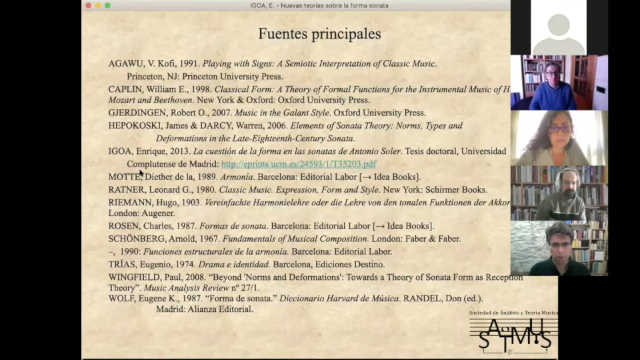 IGOA, E. - Nuevas teorías sobre la forma sonata
Fuentes principales
AGAWU, V. Kofi, 1991. Playing with Signs: A Semiotic Interpretation of Classic Music.
Princeton, NJ: Princeton University Press.
CAPLIN, William E., 1998. Classical Form: A Theory of Formal Functions for the Instrumental Music of H
Mozart and Beethoven. New York & Oxford: Oxford University Press.
GJERDINGEN, Robert O., 2007. Music in the Galant Style. Oxford University Press.
HEPOKOSKI, James & DARCY, Warren, 2006. Elements of Sonata Theory: Norms, Types and
Deformations in the Late-Eighteenth-Century Sonata.
IGOA, Enrique, 2013. La cuestión de la forma en las sonatas de Antonio Soler. Tesis doctoral, Universidad
Complutense de Madrid: http://eprints.ucm.es/24593/1/T35203.pdf
MOTTE, Diether de la, 1989. Armonía. Barcelona: Editorial Labor [→ Idea Books].
RATNER, Leonard G., 1980. Classic Music. Expression, Form and Style. New York: Schirmer Books.
RIEMANN, Hugo, 1903. Vereinfachte Harmonielehre oder die Lehre von den tonalen Funktionen der Akkor
London: Augener.
ROSEN, Charles, 1987. Formas de sonata. Barcelona: Editorial Labor [→ Idea Books].
SCHÖNBERG, Arnold, 1967. Fundamentals of Musical Composition. London: Faber & Faber.
–, 1990: Funciones estructurales de la armonía. Barcelona: Editorial Labor [→ Idea Books].
TRÍAS, Eugenio, 1974. Drama e identidad. Barcelona, Ediciones Destino.
WINGFIELD, Paul, 2008. "Beyond 'Norms and Deformations': Towards a Theory of Sonata Form as Reception
Theory". Music Analysis Review nº 27/1.
WOLF, Eugene K., 1987. "Forma de sonata." Diccionario Harvard de Música. RANDEL, Don (ed.).
Madrid: Alianza Editorial.
Sociedad de Análisis y Teoría Musical